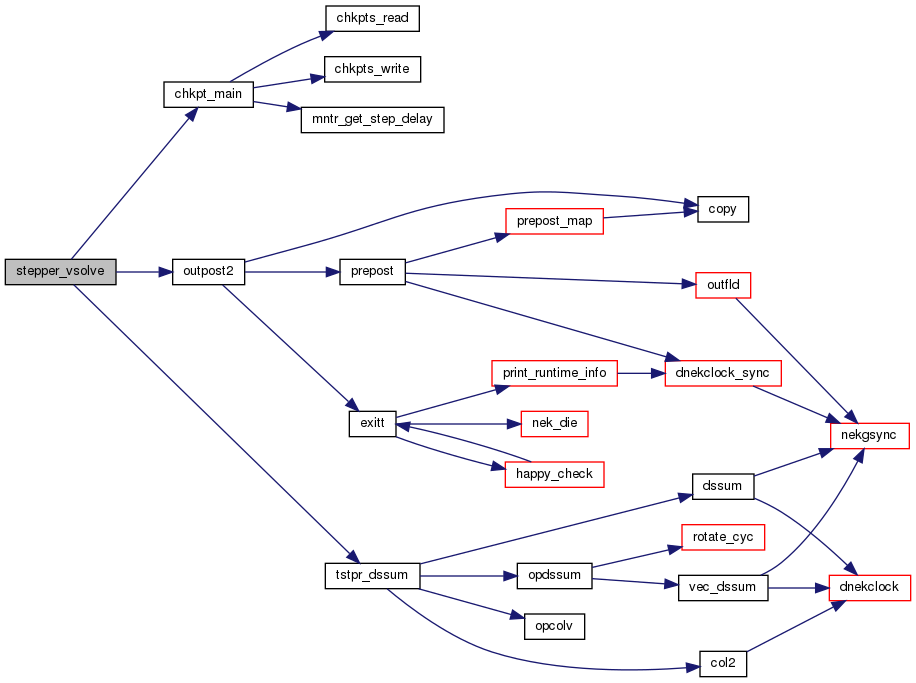 chkpts_read
chkpts_write
chkpt_main
mntr_get_step_delay
copy
prepost_map
stepper_vsolve
outpost2
prepost
outfld
print_runtime_info
dnekclock_sync
exitt
nek_die
nekgsync
happy_check
dssum
rotate_cyc
tstpr_dssum
opdssum
vec_dssum
dnekclock
opcolv
col2